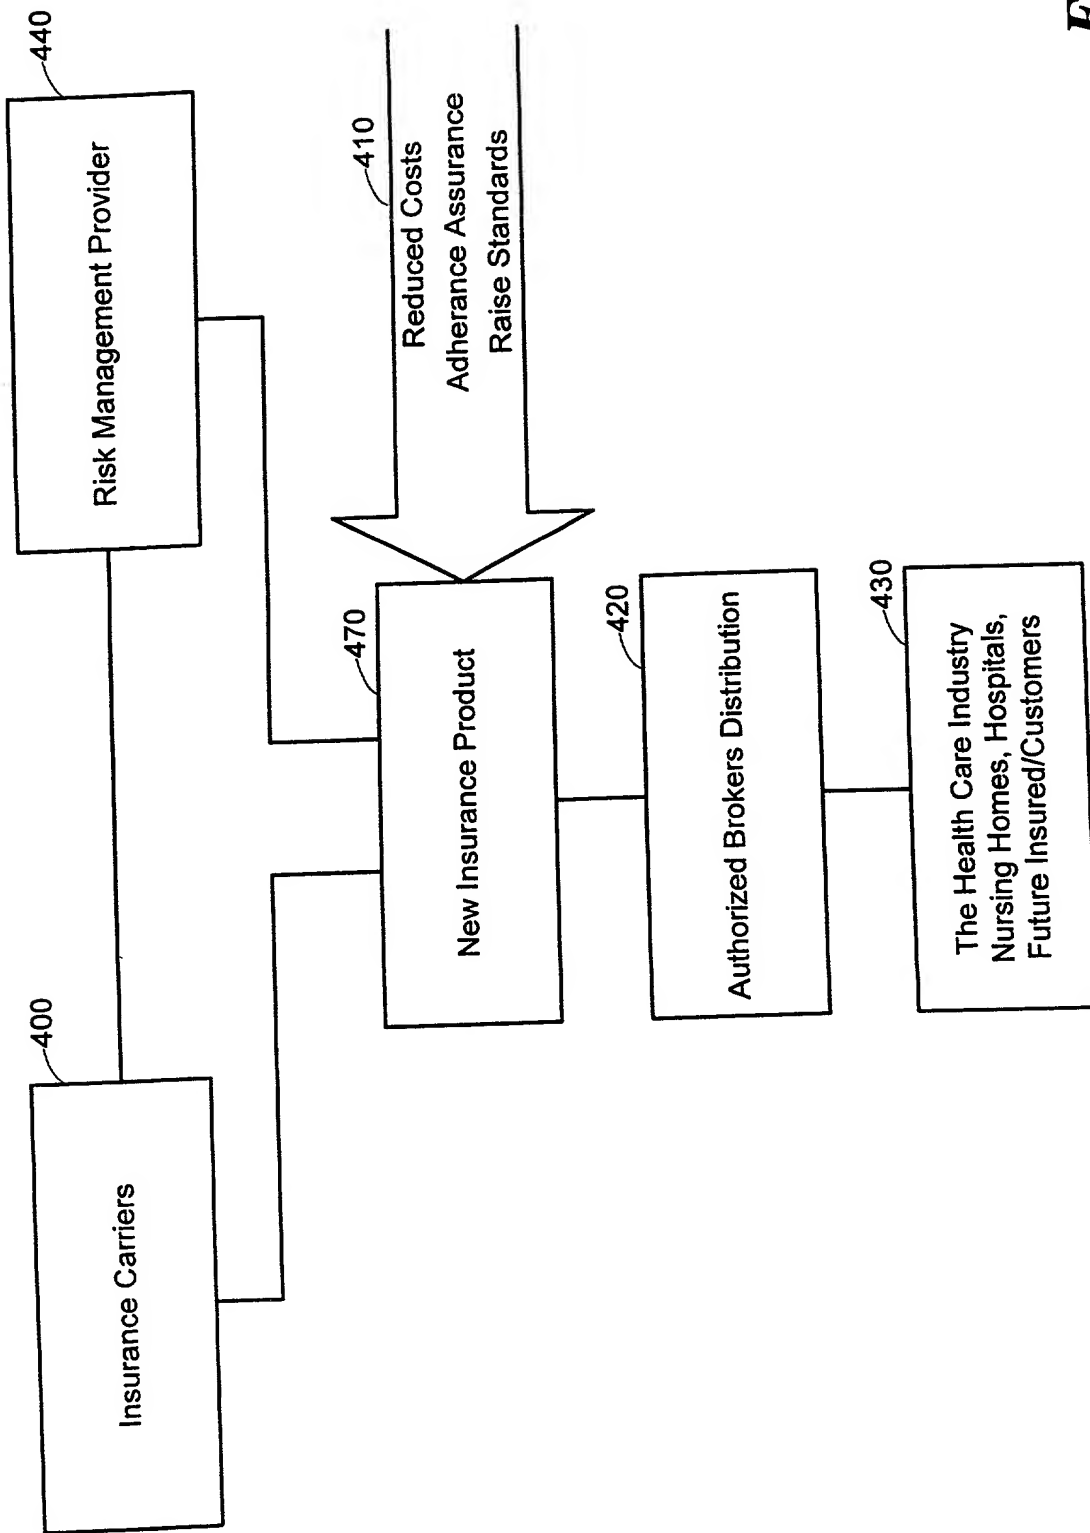 400
Insurance Carriers
440
Risk Management Provider
410
Reduced Costs
Adherance Assurance
Raise Standards
470
New Insurance Product
420
Authorized Brokers Distribution
430
The Health Care Industry
Nursing Homes, Hospitals,
Future Insured/Customers